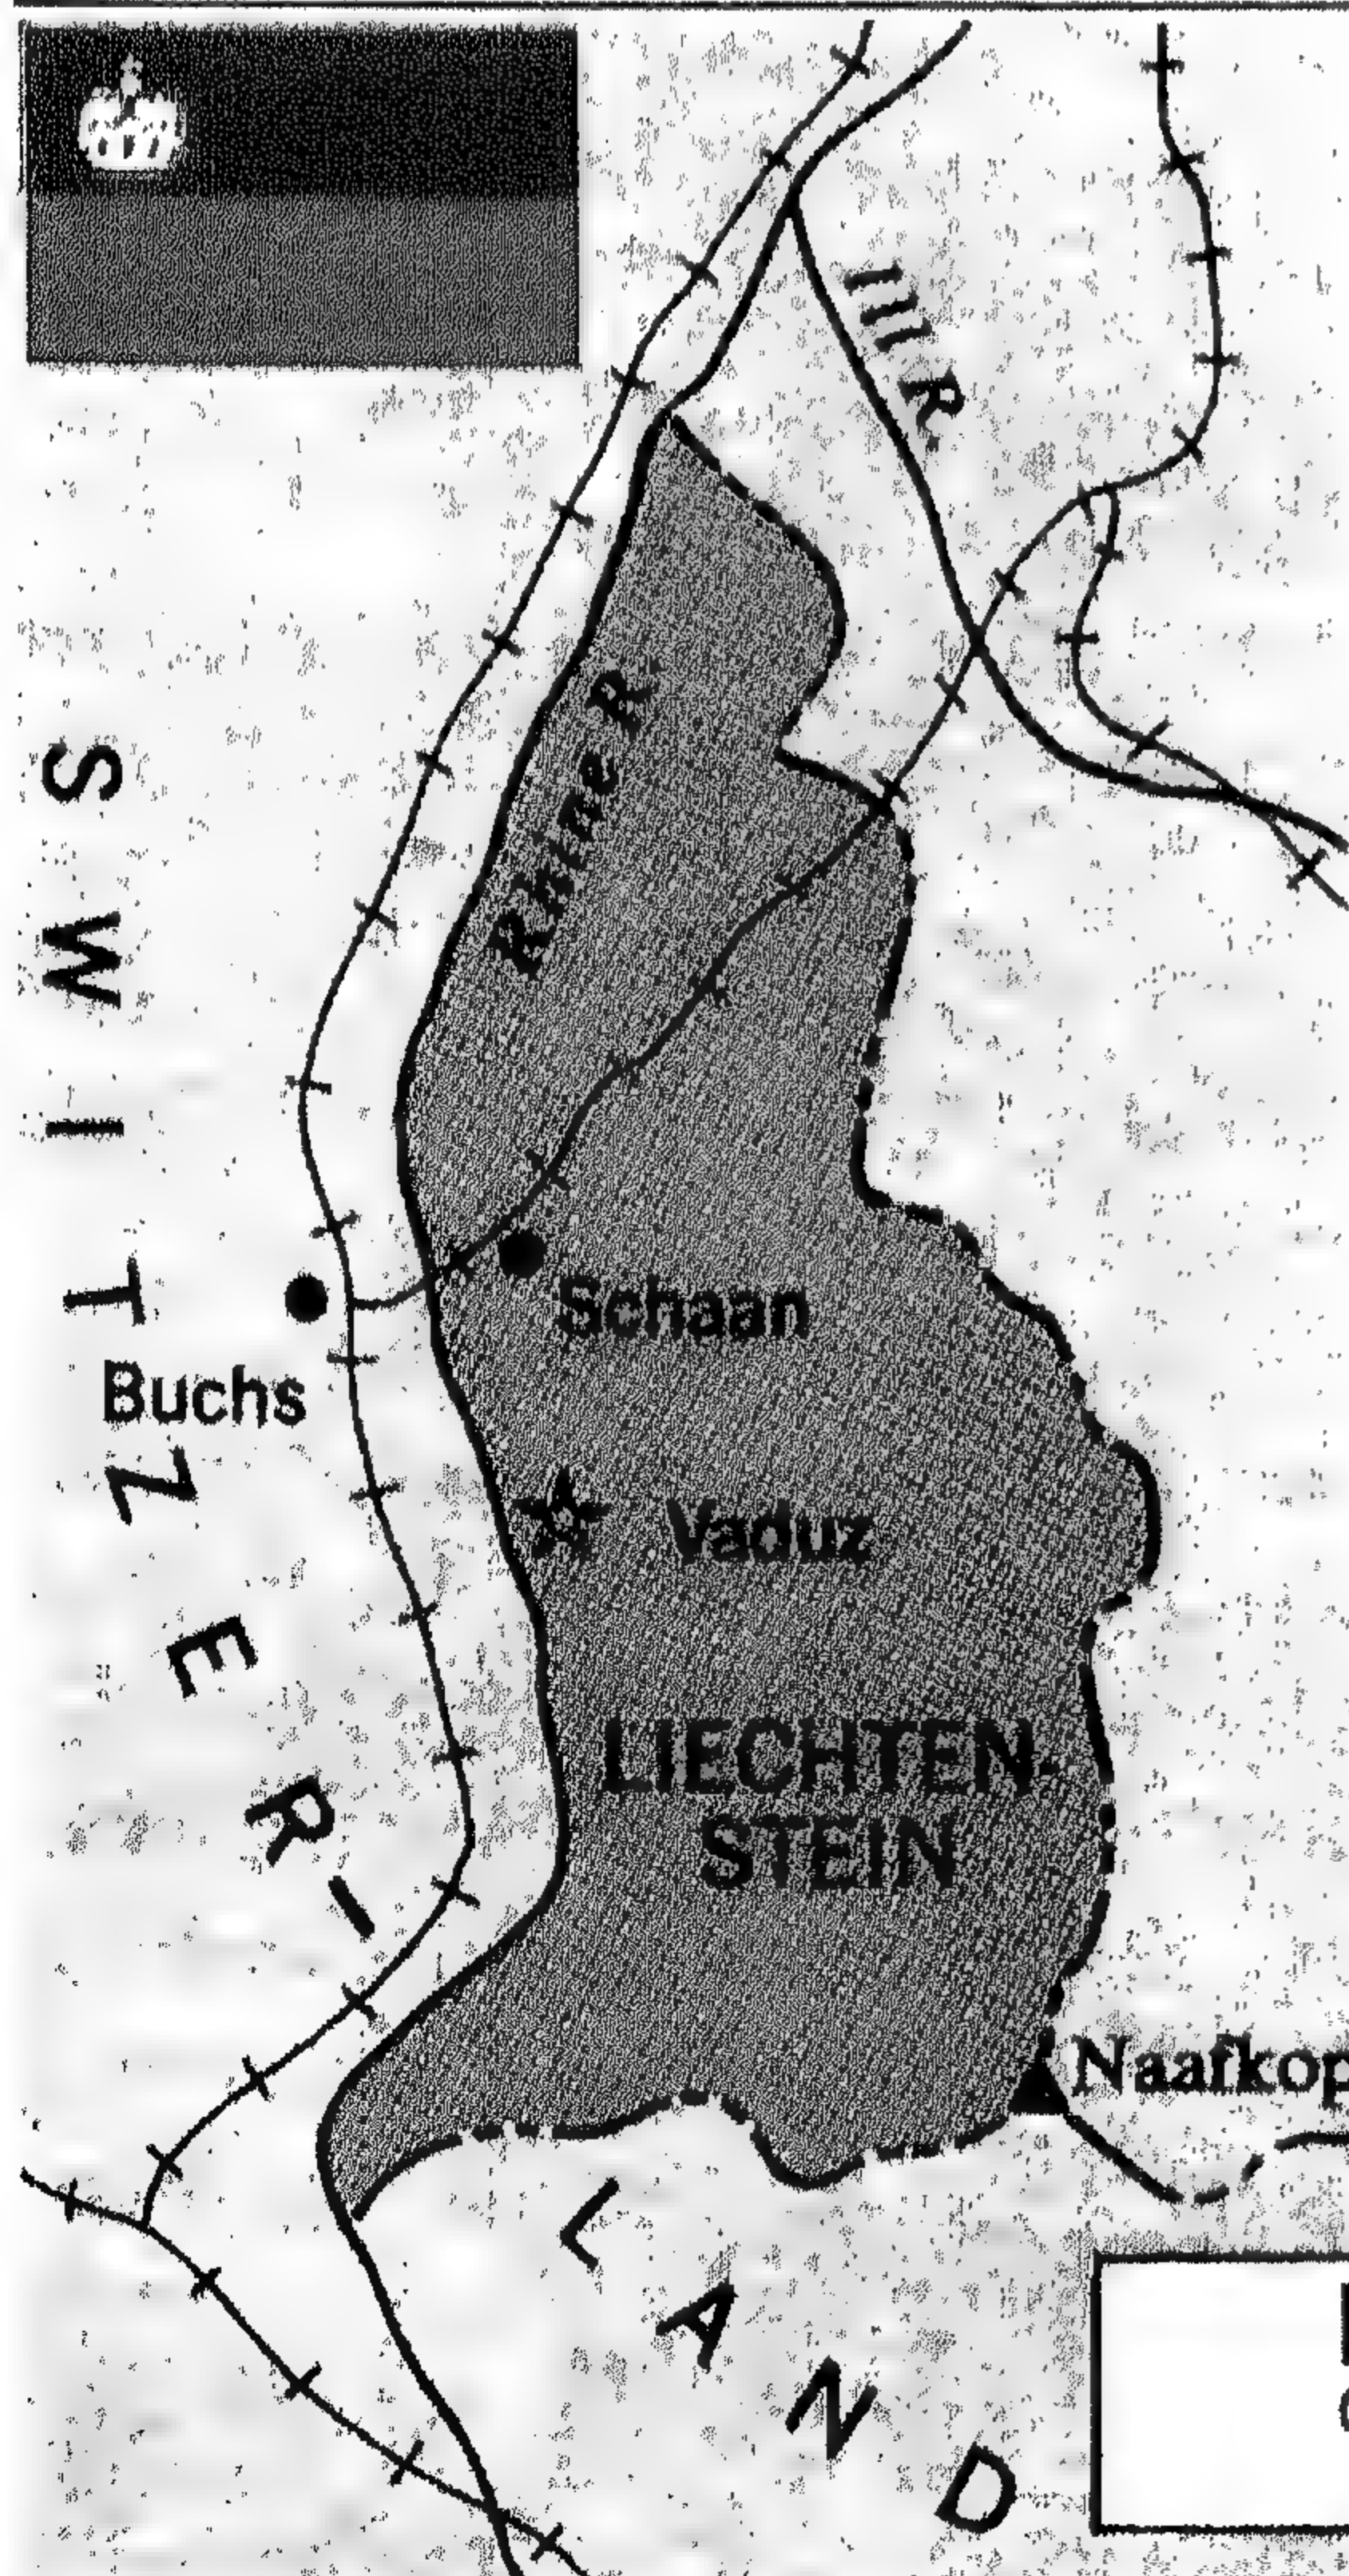 Ill R.
Rhine R
SWITZERLAND
Schaan
Buchs
Vaduz
LIECHTEN-
STEIN
Naafkop